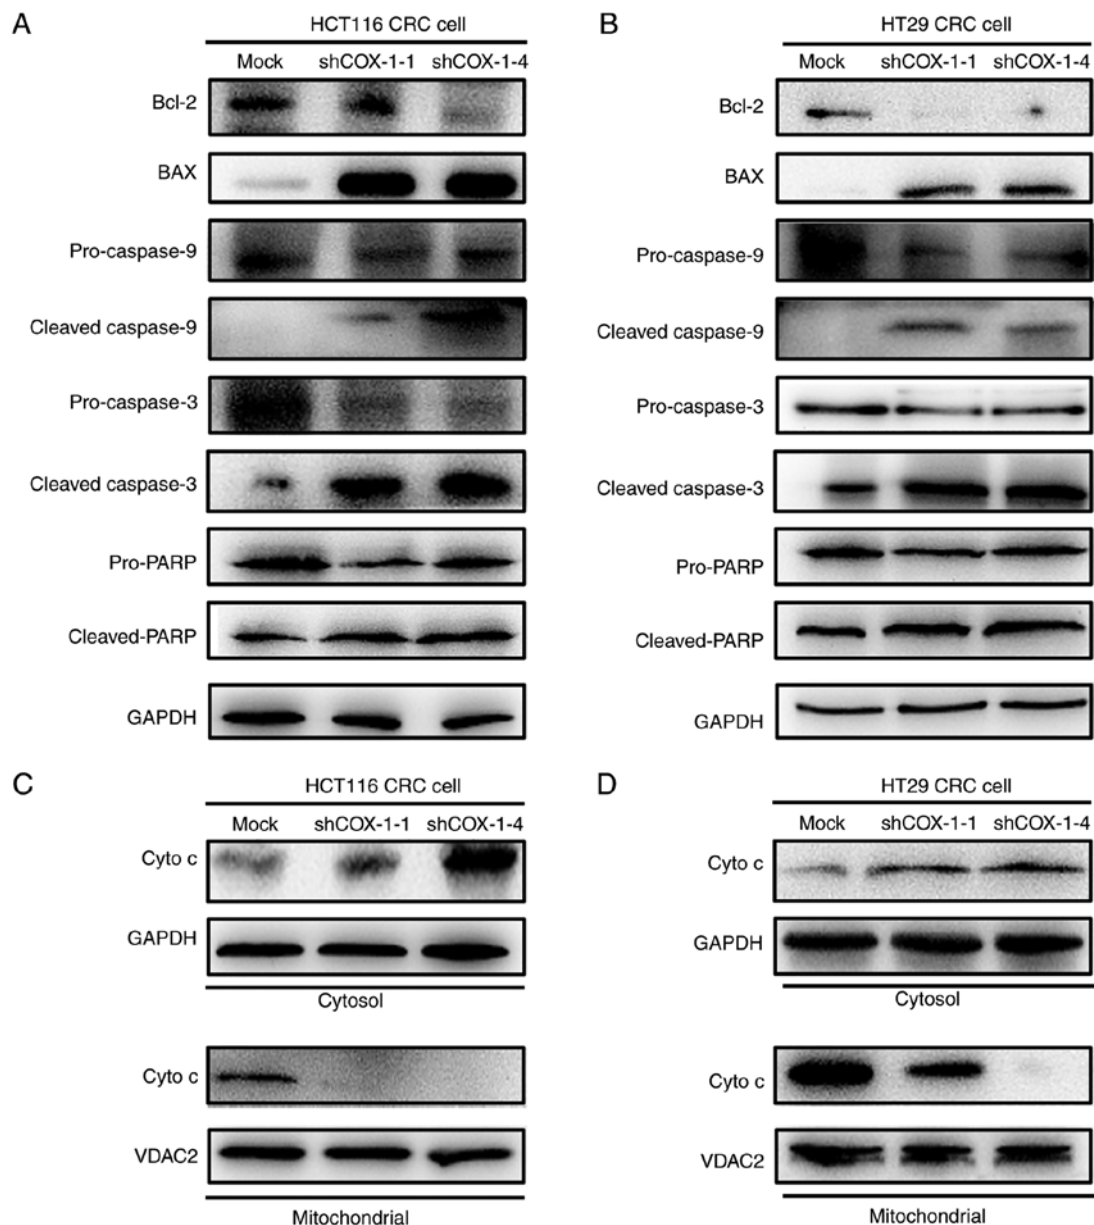 A
HCT116 CRC cell
Mock shCOX-1-1 shCOX-1-4
Bcl-2
BAX
Pro-caspase-9
Cleaved caspase-9
Pro-caspase-3
Cleaved caspase-3
Pro-PARP
Cleaved-PARP
GAPDH
B
HT29 CRC cell
Mock shCOX-1-1 shCOX-1-4
Bcl-2
BAX
Pro-caspase-9
Cleaved caspase-9
Pro-caspase-3
Cleaved caspase-3
Pro-PARP
Cleaved-PARP
GAPDH
C
HCT116 CRC cell
Mock shCOX-1-1 shCOX-1-4
Cyto c
GAPDH
Cytosol
Cyto c
VDAC2
Mitochondrial
D
HT29 CRC cell
Mock shCOX-1-1 shCOX-1-4
Cyto c
GAPDH
Cytosol
Cyto c
VDAC2
Mitochondrial